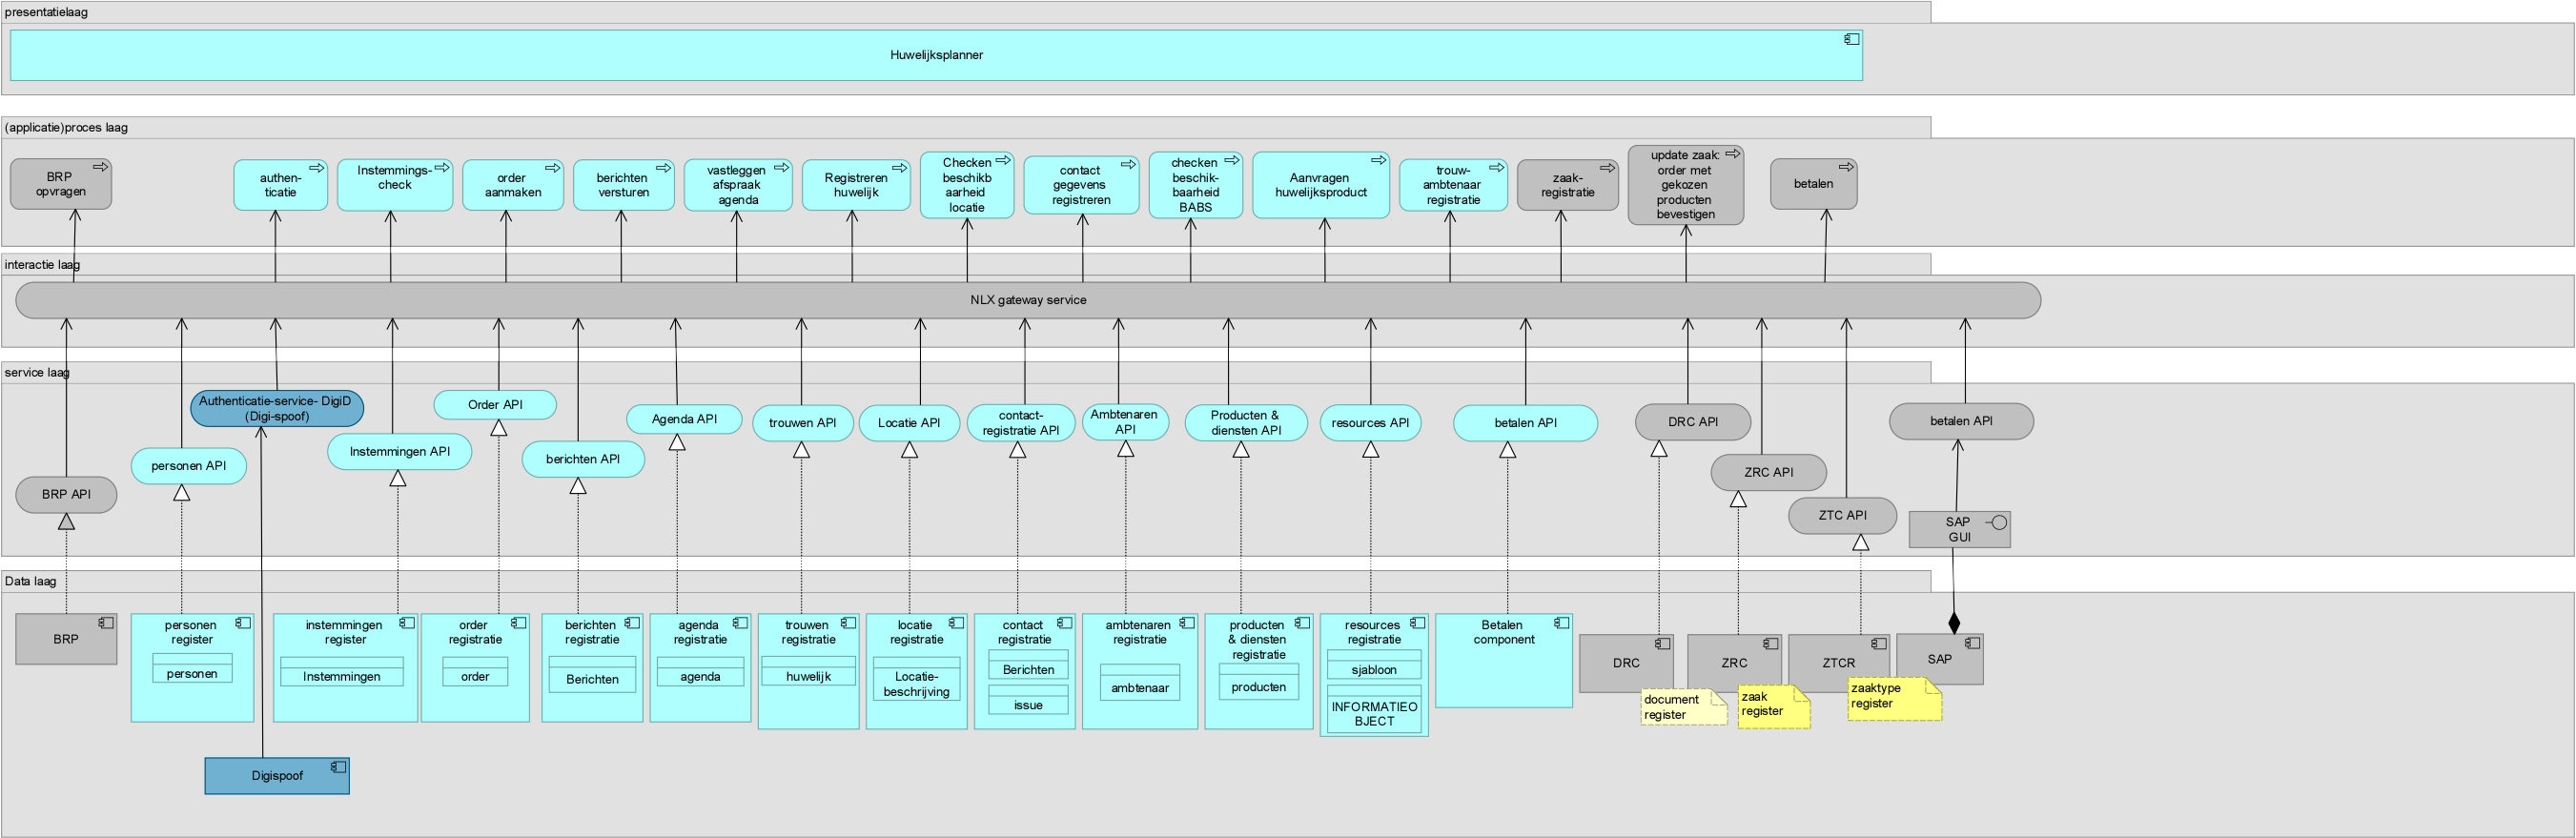 presentatielaag
Huwelijksplanner
(applicatie)proces laag
BRP
opvragen
authen-
ticatie
Instemmings-
check
order
aanmaken
berichten
versturen
vastleggen
afspraak
agenda
Registreren
huwelijk
Checken
beschikb
aarheid
locatie
contact
gegevens
registreren
checken
beschik-
baarheid
BABS
Aanvragen
huwelijksproduct
trouw-
ambtenaar
registratie
zaak-
registratie
update zaak:
order met
gekozen
producten
bevestigen
betalen
interactie laag
NLX gateway service
service laag
BRP API
personen API
Authenticatie-service- DigiD
(Digi-spoof)
Instemmingen API
Order API
berichten API
Agenda API
trouwen API
Locatie API
contact-
registratie API
Ambtenaren
API
Producten &
diensten API
resources API
betalen API
DRC API
ZRC API
ZTC API
betalen API
SAP
GUI
Data laag
BRP
personen
register
personen
instemmingen
register
Instemmingen
order
registratie
order
berichten
registratie
Berichten
agenda
registratie
agenda
trouwen
registratie
huwelijk
locatie
registratie
Locatie-
beschrijving
contact
registratie
Berichten
issue
ambtenaren
registratie
ambtenaar
producten
& diensten
registratie
producten
resources
registratie
sjabloon
INFORMATIEO
BJECT
Betalen
component
DRC
document
register
ZRC
zaak
register
ZTCR
zaaktype
register
SAP
Digispoof